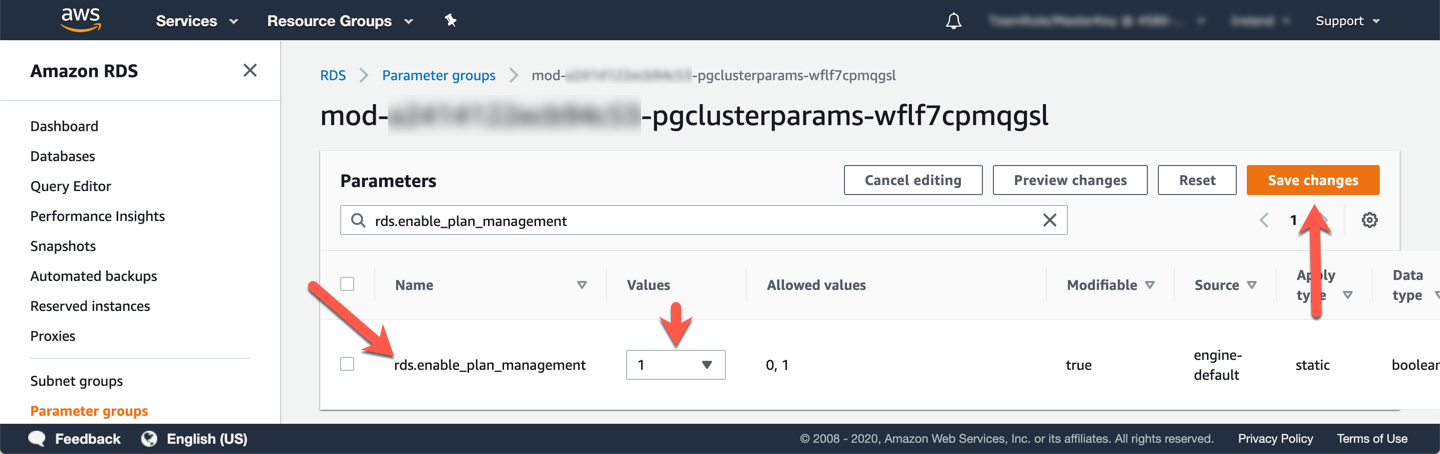 aws Services Resource Groups Support
Amazon RDS
Dashboard
Databases
Query Editor
Performance Insights
Snapshots
Automated backups
Reserved instances
Proxies
Subnet groups
Parameter groups
RDS > Parameter groups > mod- -pgclusterparams-wflf7cpmqgsl
mod- -pgclusterparams-wflf7cpmqgsl
Parameters Cancel editing Preview changes Reset Save changes
rds.enable_plan_management 1
Name Values Allowed values Modifiable Source Apply type Data type
rds.enable_plan_management 1 0, 1 true engine-default static boolean
Feedback English (US) © 2008 - 2020, Amazon Web Services, Inc. or its affiliates. All rights reserved. Privacy Policy Terms of Use